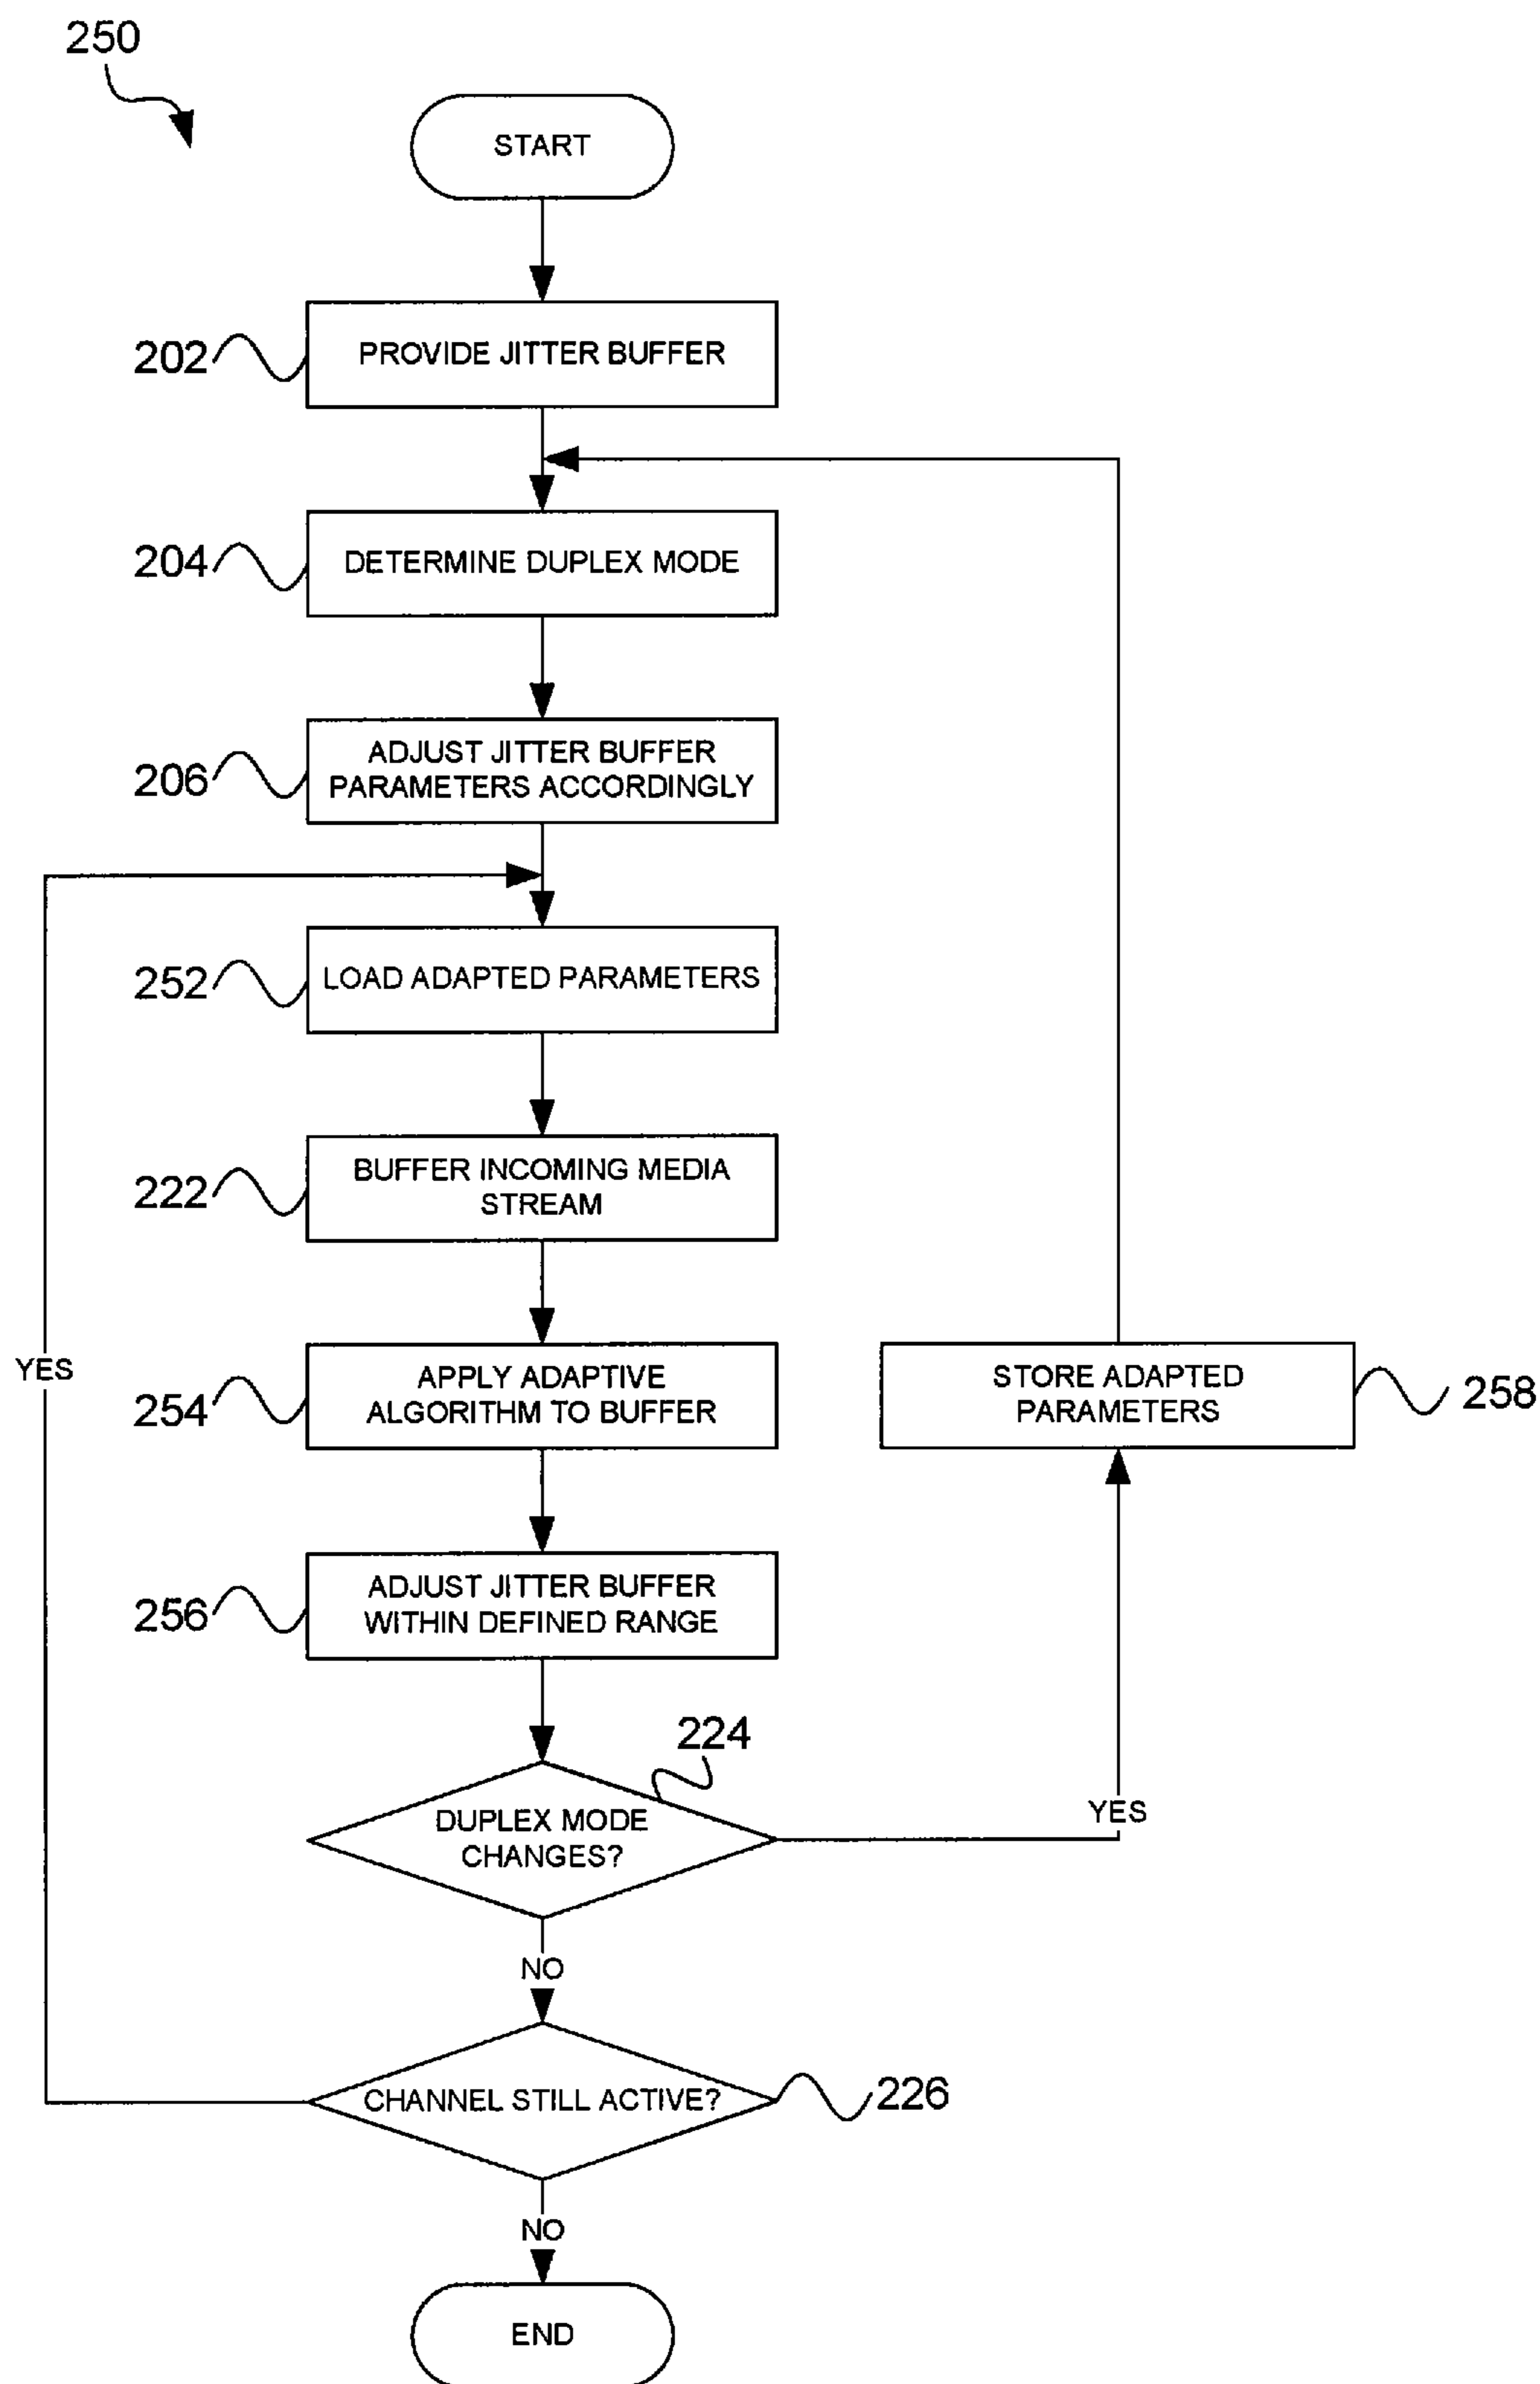 250
START
202
PROVIDE JITTER BUFFER
204
DETERMINE DUPLEX MODE
206
ADJUST JITTER BUFFER
PARAMETERS ACCORDINGLY
252
LOAD ADAPTED PARAMETERS
222
BUFFER INCOMING MEDIA
STREAM
YES
254
APPLY ADAPTIVE
ALGORITHM TO BUFFER
STORE ADAPTED
PARAMETERS
258
256
ADJUST JITTER BUFFER
WITHIN DEFINED RANGE
224
DUPLEX MODE
CHANGES?
YES
NO
CHANNEL STILL ACTIVE?
226
NO
END